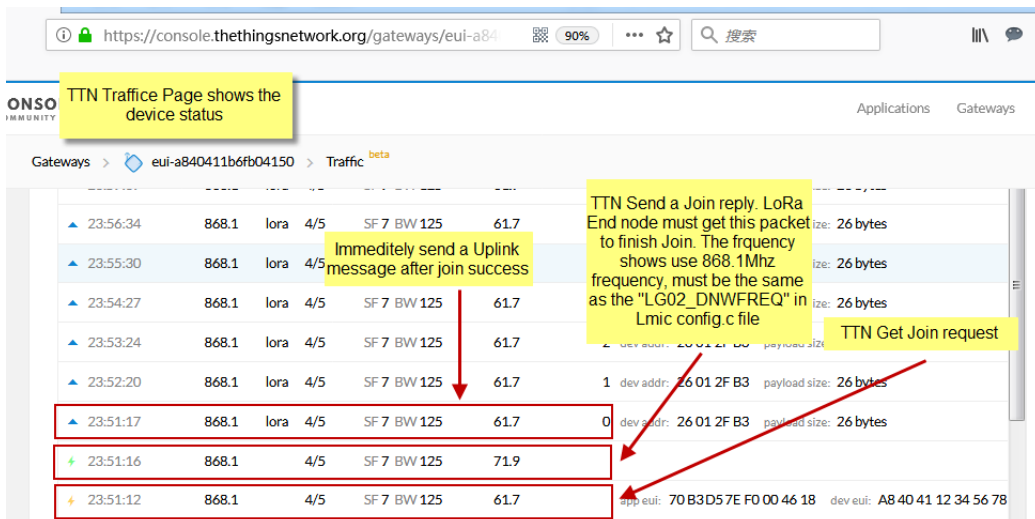 https://console.thethingsnetwork.org/gateways/eui-a84
90%
搜索
TTN Traffice Page shows the
device status
ONSO
OMMUNITY
Applications Gateways
Gateways > eui-a840411b6fb04150 > Traffic beta
23:56:34 868.1 lora 4/5 SF 7 BW 125 61.7 ize: 26 bytes
23:55:30 868.1 lora 4/5 61.7 ize: 26 bytes
23:54:27 868.1 lora 4/5 SF 7 BW 125 61.7 ize: 26 bytes
23:53:24 868.1 lora 4/5 SF 7 BW 125 61.7 2 dev addr: 26 01 2F B3 payload size
23:52:20 868.1 lora 4/5 SF 7 BW 125 61.7 1 dev addr: 26 01 2F B3 payload size: 26 bytes
23:51:17 868.1 lora 4/5 SF 7 BW 125 61.7 0 dev addr: 26 01 2F B3 payload size: 26 bytes
23:51:16 868.1 4/5 SF 7 BW 125 71.9
23:51:12 868.1 4/5 SF 7 BW 125 61.7 app eui: 70 B3 D5 7E F0 00 46 18 dev eui: A8 40 41 12 34 56 78
Immeditely send a Uplink
message after join success
TTN Send a Join reply. LoRa
End node must get this packet
to finish Join. The frquency
shows use 868.1Mhz
frequency, must be the same
as the "LG02_DNWFREQ" in
Lmic config.c file
TTN Get Join request